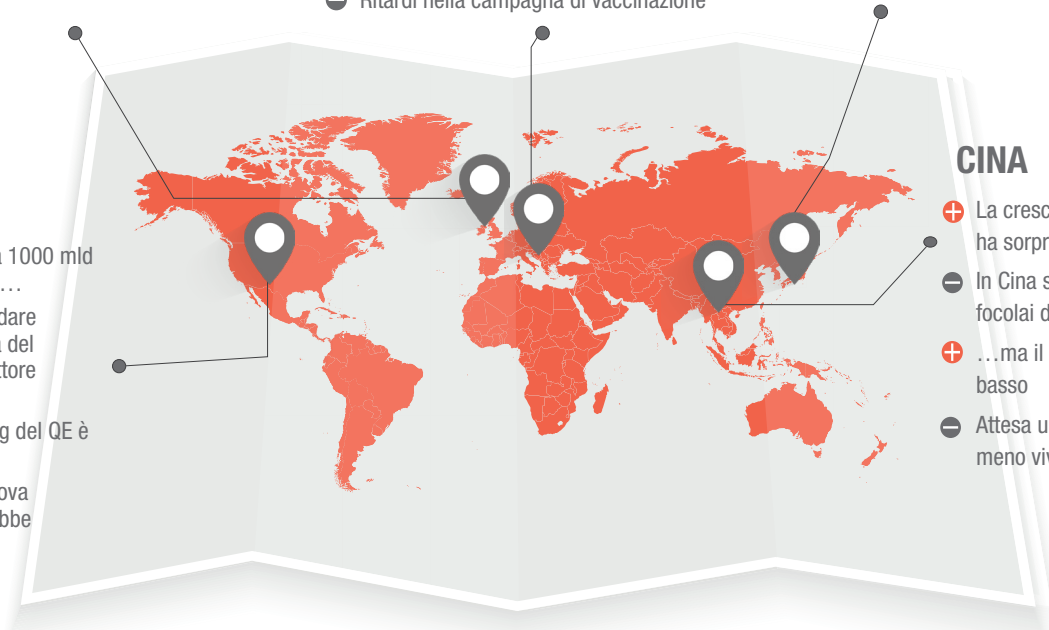 Ritardi nella campagna di vaccinazione
1000 mld
…
dare
del
ttore
g del QE è
ova
bbe
CINA
La cresc
ha sorpr
In Cina s
focolai d
…ma il
basso
Attesa u
meno viv